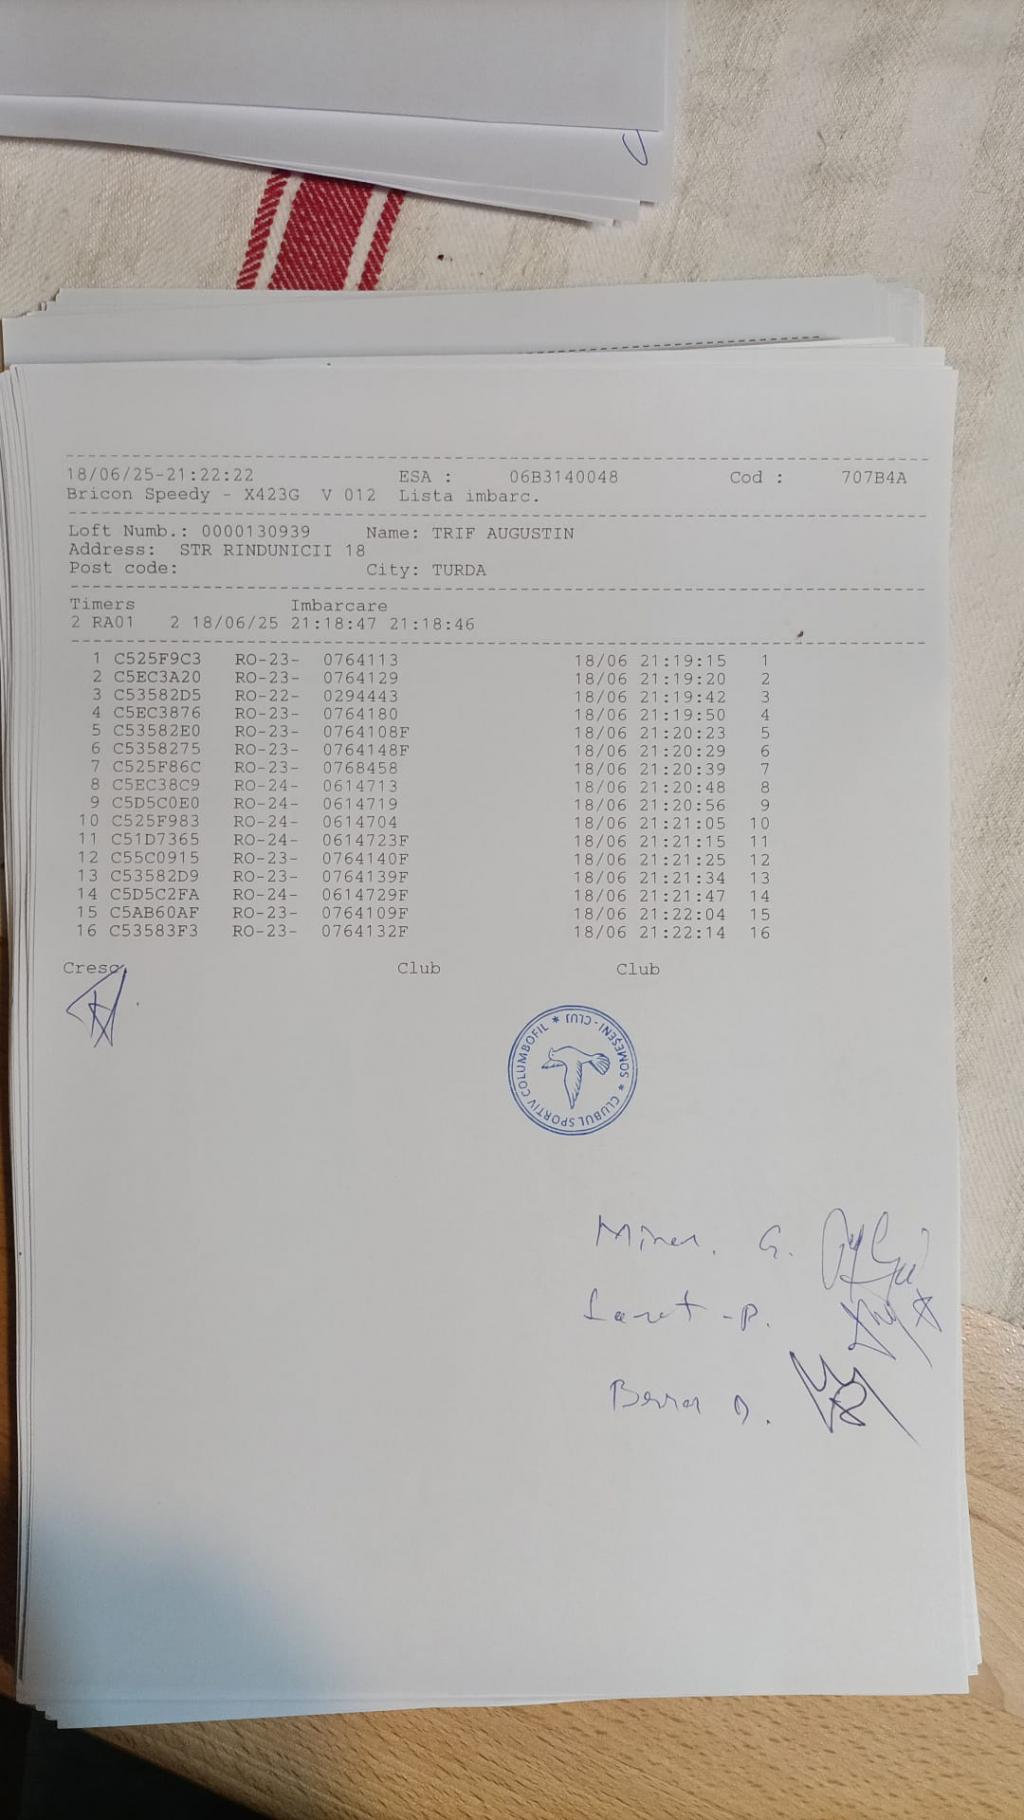 18/06/25-21:22:22 ESA : 06B3140048 Cod : 707B4A
Bricon Speedy - X423G V 012 Lista imbarc.
Loft Numb.: 0000130939 Name: TRIF AUGUSTIN
Address: STR RINDUNICII 18
Post code: City: TURDA
Timers Imbarcare
2 RA01 2 18/06/25 21:18:47 21:18:46
1 C525F9C3 RO-23- 0764113 18/06 21:19:15 1
2 C5EC3A20 RO-23- 0764129 18/06 21:19:20 2
3 C53582D5 RO-22- 0294443 18/06 21:19:42 3
4 C5EC3876 RO-23- 0764180 18/06 21:19:50 4
5 C53582E0 RO-23- 0764108F 18/06 21:20:23 5
6 C5358275 RO-23- 0764148F 18/06 21:20:29 6
7 C525F86C RO-23- 0768458 18/06 21:20:39 7
8 C5EC38C9 RO-24- 0614713 18/06 21:20:48 8
9 C5D5C0E0 RO-24- 0614719 18/06 21:20:56 9
10 C525F983 RO-24- 0614704 18/06 21:21:05 10
11 C51D7365 RO-24- 0614723F 18/06 21:21:15 11
12 C55C0915 RO-23- 0764140F 18/06 21:21:25 12
13 C53582D9 RO-23- 0764139F 18/06 21:21:34 13
14 C5D5C2FA RO-24- 0614729F 18/06 21:21:47 14
15 C5AB60AF RO-23- 0764109F 18/06 21:22:04 15
16 C53583F3 RO-23- 0764132F 18/06 21:22:14 16
Cresc. Club Club
* CLUBUL SPORTIV COLUMBOFIL * SOMEȘENI - CLUJ
G.
P.